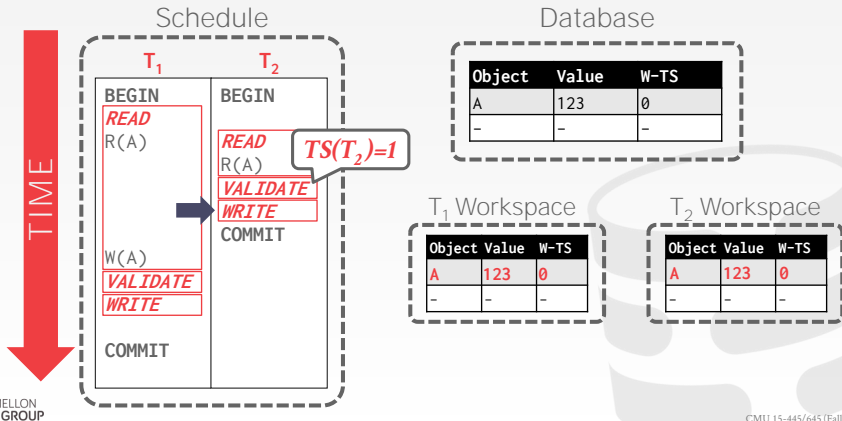 Schedule
Database
TIME
T1
T2
BEGIN
READ
R(A)
W(A)
VALIDATE
WRITE
COMMIT
BEGIN
READ
R(A)
VALIDATE
WRITE
COMMIT
TS(T2)=1
Object Value W-TS
A 123 0
– – –
T1 Workspace
Object Value W-TS
A 123 0
– – –
T2 Workspace
Object Value W-TS
A 123 0
– – –
MELLON
GROUP
CMU 15-445/645 (Fall